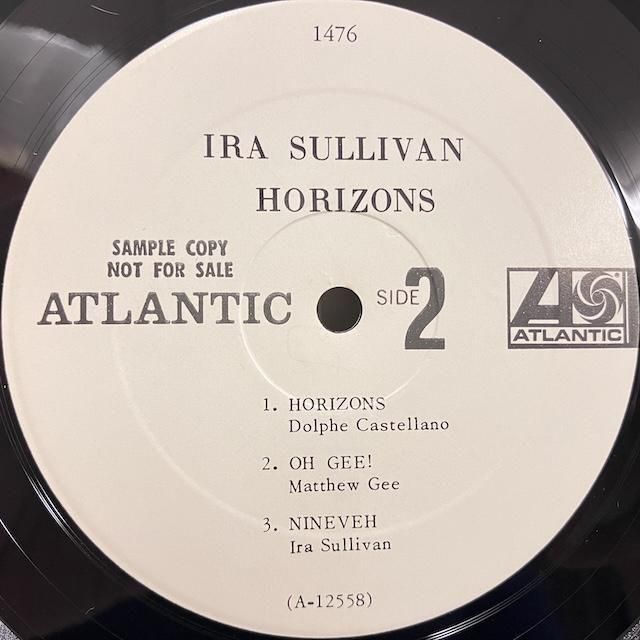 1476
IRA SULLIVAN
HORIZONS
SAMPLE COPY
NOT FOR SALE
ATLANTIC
SIDE 2
ATLANTIC
1. HORIZONS
Dolphe Castellano
2. OH GEE!
Matthew Gee
3. NINEVEH
Ira Sullivan
(A-12558)